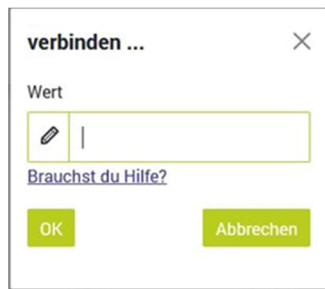 verbinden ...
Wert
Brauchst du Hilfe?
OK
Abbrechen